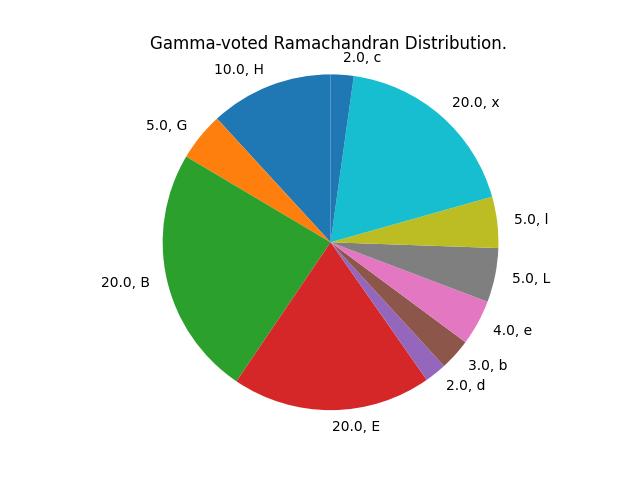 Gamma-voted Ramachandran Distribution.
2.0, c
10.0, H
20.0, x
5.0, G
5.0, l
20.0, B
5.0, L
4.0, e
3.0, b
2.0, d
20.0, E